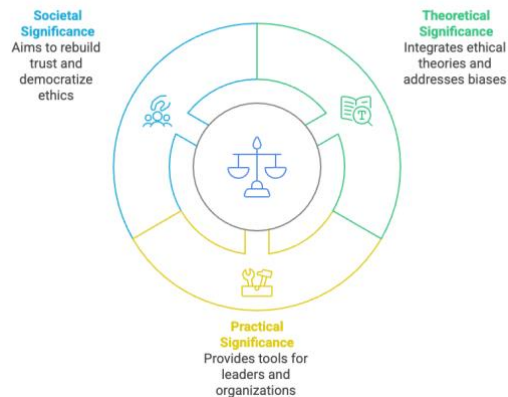 Societal
Significance
Aims to rebuild
trust and
democratize
ethics
Theoretical
Significance
Integrates ethical
theories and
addresses biases
T
Practical
Significance
Provides tools for
leaders and
organizations